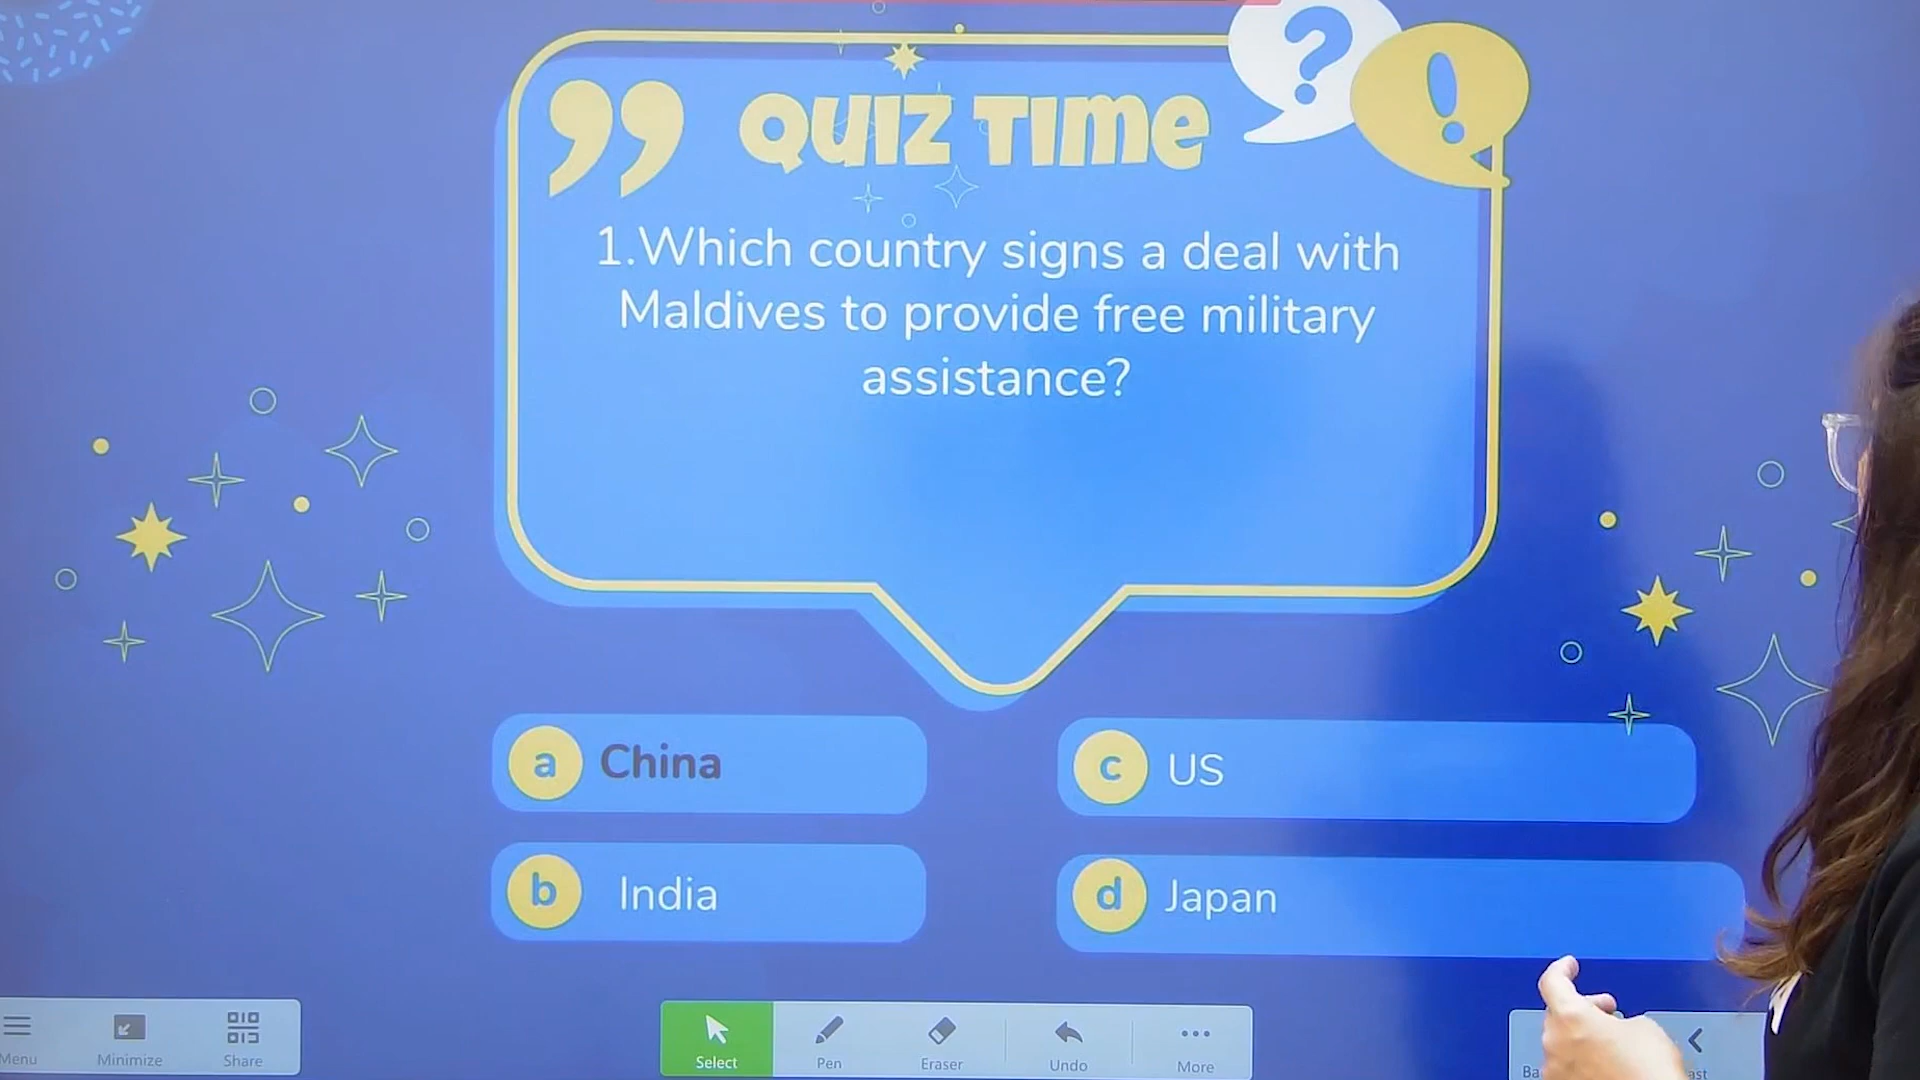 QUIZ TIME
1.Which country signs a deal with
Maldives to provide free military
assistance?
a China
c US
b India
d Japan
Menu
Minimize
Share
Select
Pen
Eraser
Undo
More